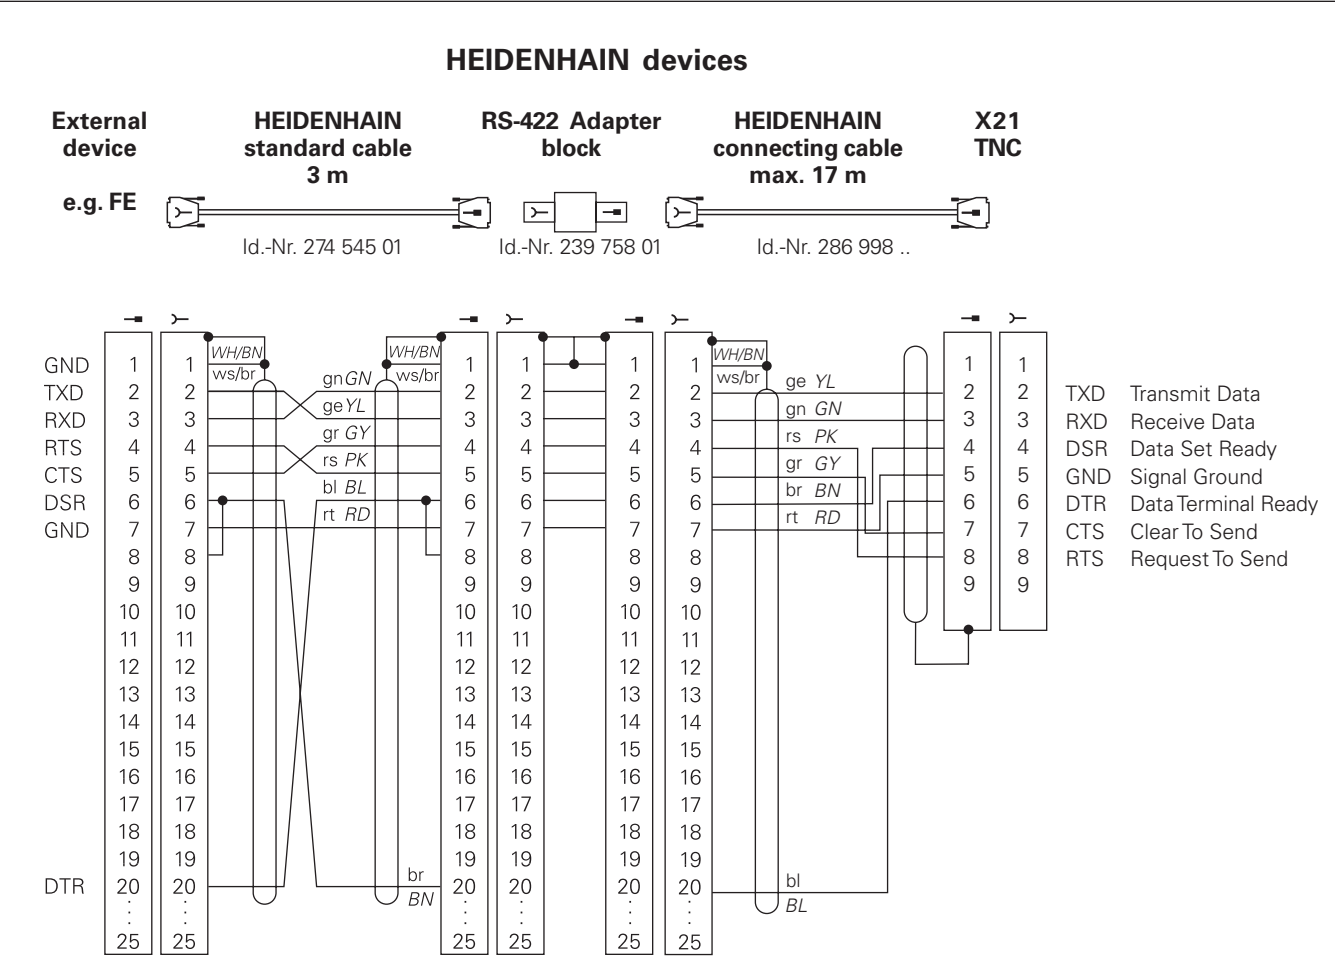 HEIDENHAIN devices
External device
HEIDENHAIN standard cable 3 m
RS-422 Adapter block
HEIDENHAIN connecting cable max. 17 m
X21 TNC
e.g. FE
Id.-Nr. 274 545 01
Id.-Nr. 239 758 01
Id.-Nr. 286 998 ..
WH/BN WH/BN WH/BN
GND 1 1 ws/br ws/br 1 1 1 1 ws/br 1 1
TXD 2 2 gn GN 2 2 2 2 ge YL 2 2 TXD Transmit Data
RXD 3 3 ge YL 3 3 3 3 gn GN 3 3 RXD Receive Data
RTS 4 4 gr GY 4 4 4 4 rs PK 4 4 DSR Data Set Ready
CTS 5 5 rs PK 5 5 5 5 gr GY 5 5 GND Signal Ground
DSR 6 6 bl BL 6 6 6 6 br BN 6 6 DTR Data Terminal Ready
GND 7 7 rt RD 7 7 7 7 rt RD 7 7 CTS Clear To Send
8 8 8 8 8 8 8 8 RTS Request To Send
9 9 9 9 9 9 9 9
10 10 10 10 10 10
11 11 11 11 11 11
12 12 12 12 12 12
13 13 13 13 13 13
14 14 14 14 14 14
15 15 15 15 15 15
16 16 16 16 16 16
17 17 17 17 17 17
18 18 18 18 18 18
19 19 19 19 19 19
DTR 20 20 br BN 20 20 20 20 bl BL
25 25 25 25 25 25